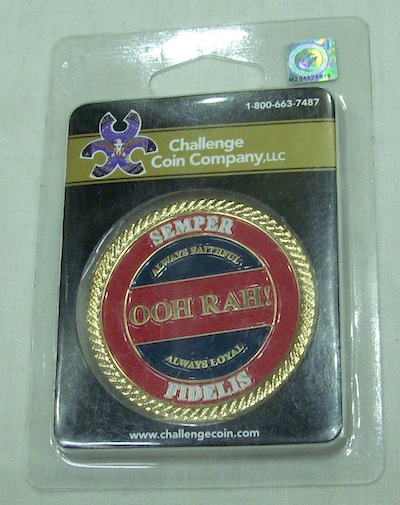 1-800-663-7487
Challenge
Coin Company,LLC
SEMPER
ALWAYS FAITHFUL
OOH RAH!
ALWAYS LOYAL
FIDELIS
www.challengecoin.com